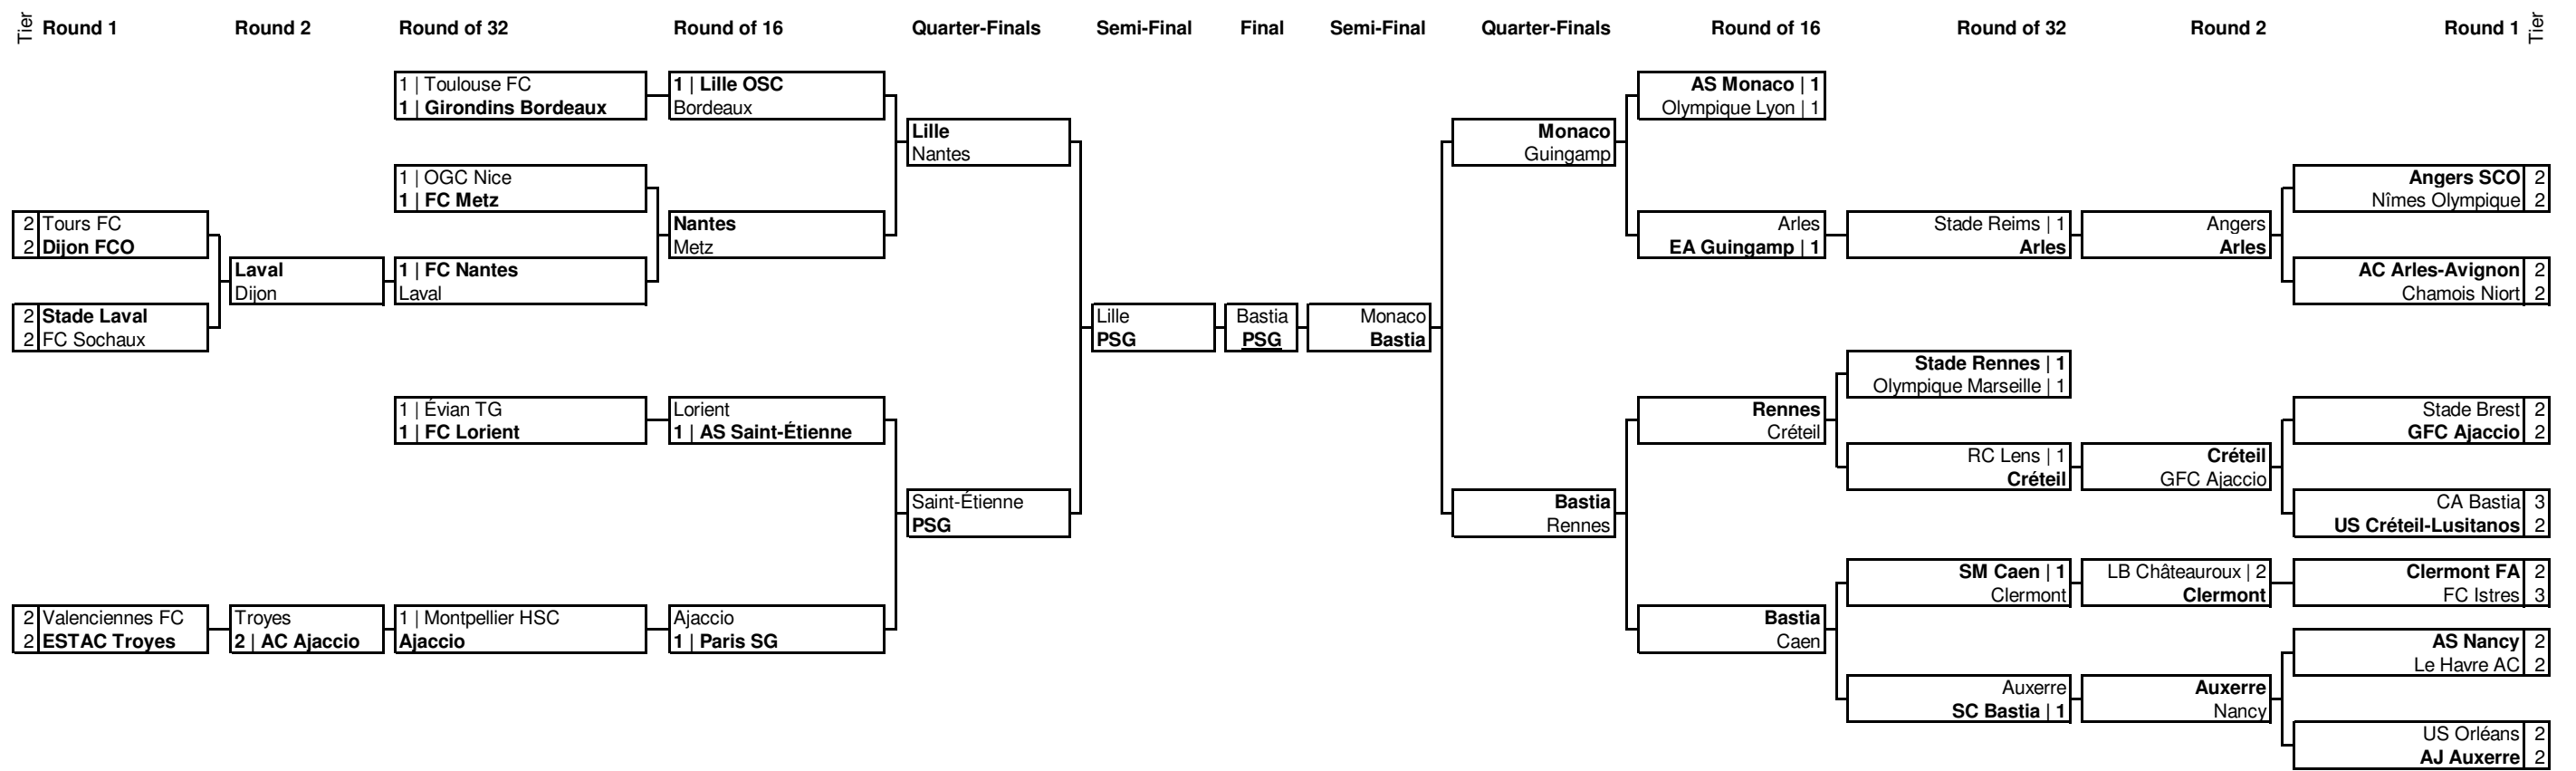 Tier Round 1 Round 2 Round of 32 Round of 16 Quarter-Finals Semi-Final Final Semi-Final Quarter-Finals Round of 16 Round of 32 Round 2 Round 1 Tier
1 | Toulouse FC
1 | Girondins Bordeaux
1 | Lille OSC
Bordeaux
AS Monaco | 1
Olympique Lyon | 1
Lille
Nantes
Monaco
Guingamp
1 | OGC Nice
1 | FC Metz
Angers SCO 2
Nîmes Olympique 2
2 Tours FC
2 Dijon FCO
Nantes
Metz
Arles
EA Guingamp | 1
Stade Reims | 1
Arles
Angers
Arles
Laval
Dijon
1 | FC Nantes
Laval
AC Arles-Avignon 2
Chamois Niort 2
2 Stade Laval
2 FC Sochaux
Lille
PSG
Bastia
PSG
Monaco
Bastia
Stade Rennes | 1
Olympique Marseille | 1
1 | Évian TG
1 | FC Lorient
Lorient
1 | AS Saint-Étienne
Rennes
Créteil
Stade Brest 2
GFC Ajaccio 2
RC Lens | 1
Créteil
Créteil
GFC Ajaccio
Saint-Étienne
PSG
Bastia
Rennes
CA Bastia 3
US Créteil-Lusitanos 2
SM Caen | 1
Clermont
LB Châteauroux | 2
Clermont
Clermont FA 2
FC Istres 3
2 Valenciennes FC
2 ESTAC Troyes
Troyes
2 | AC Ajaccio
1 | Montpellier HSC
Ajaccio
Ajaccio
1 | Paris SG
Bastia
Caen
AS Nancy 2
Le Havre AC 2
Auxerre
SC Bastia | 1
Auxerre
Nancy
US Orléans 2
AJ Auxerre 2